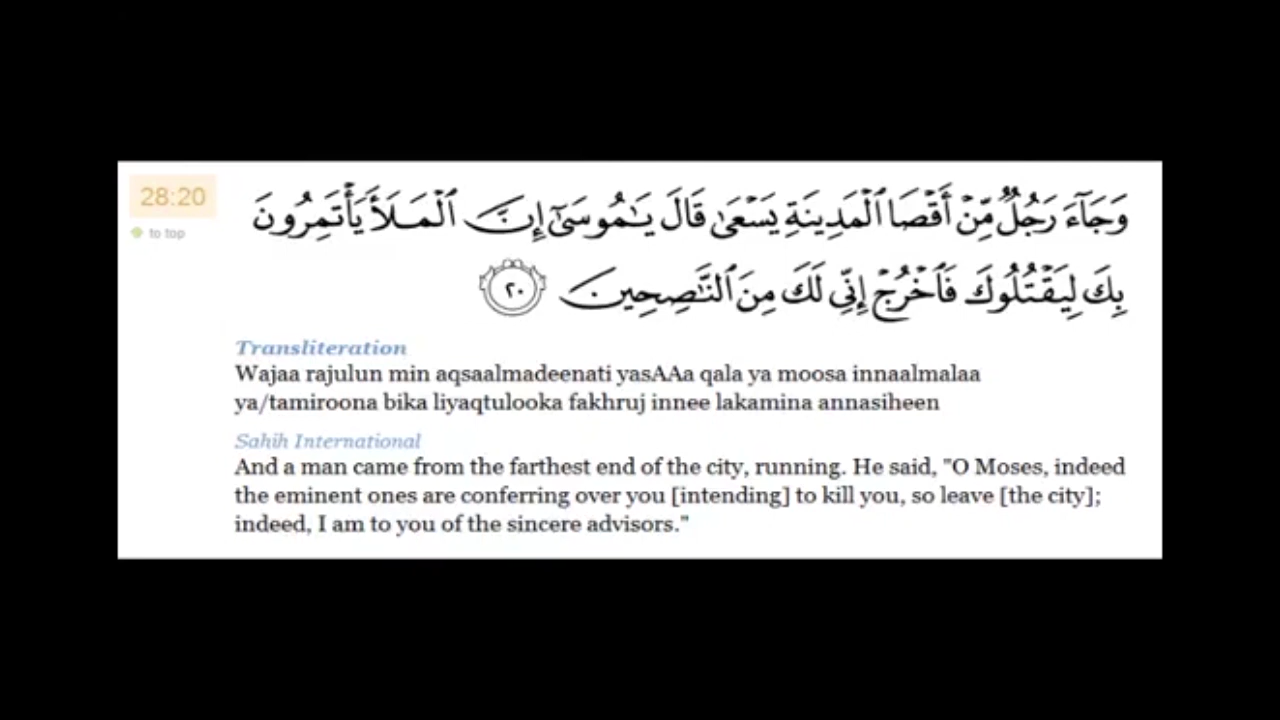 28:20
to top
وَجَآءَ رَجُلٌ مِّنْ أَقْصَا ٱلْمَدِينَةِ يَسْعَىٰ قَالَ يَـٰمُوسَىٰٓ إِنَّ ٱلْمَلَأَ يَأْتَمِرُونَ
بِكَ لِيَقْتُلُوكَ فَٱخْرُجْ إِنِّى لَكَ مِنَ ٱلنَّـٰصِحِينَ ٢٠
Transliteration
Wajaa rajulun min aqsaalmadeenati yasAAa qala ya moosa innaalmalaa
ya/tamiroona bika liyaqtulooka fakhruj innee lakamina annasiheen
Sahih International
And a man came from the farthest end of the city, running. He said, "O Moses, indeed
the eminent ones are conferring over you [intending] to kill you, so leave [the city];
indeed, I am to you of the sincere advisors."